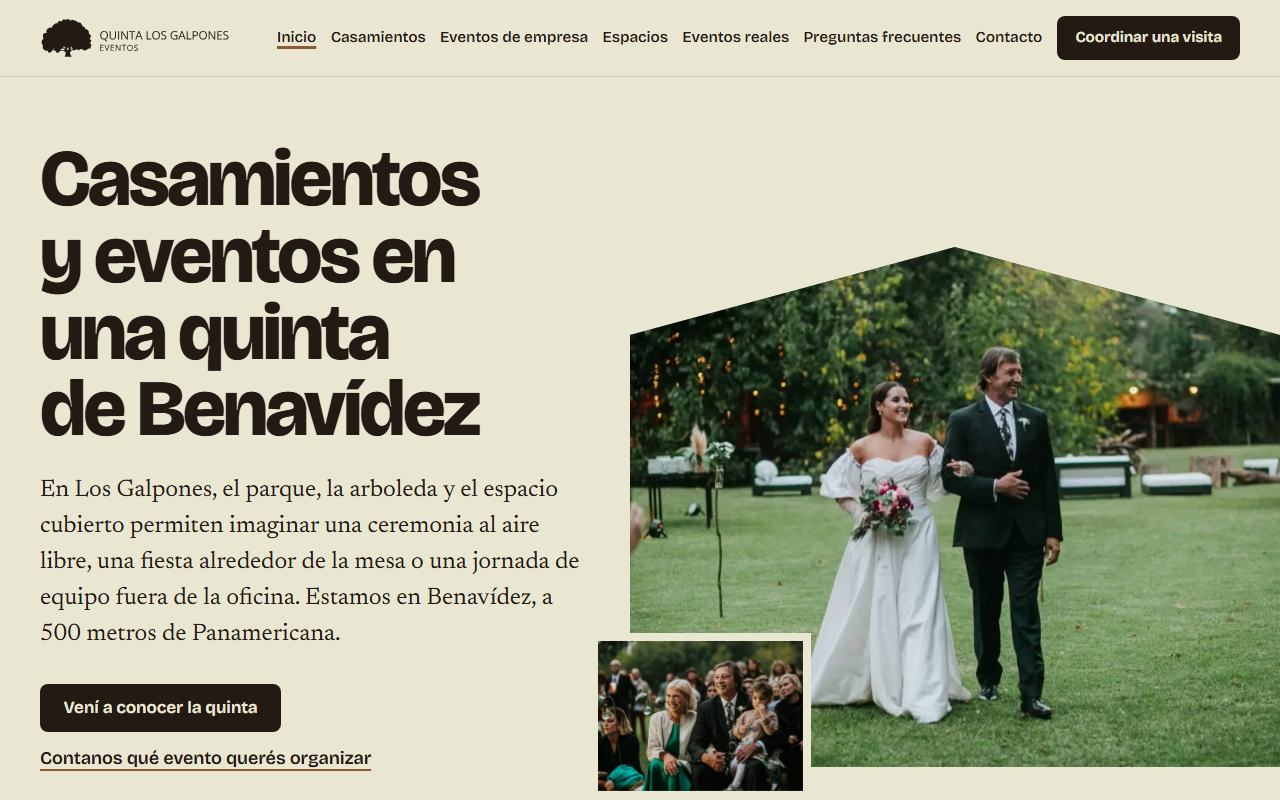 QUINTA LOS GALPONES
EVENTOS
Inicio
Casamientos
Eventos de empresa
Espacios
Eventos reales
Preguntas frecuentes
Contacto
Coordinar una visita
Casamientos
y eventos en
una quinta
de Benavídez
En Los Galpones, el parque, la arboleda y el espacio
cubierto permiten imaginar una ceremonia al aire
libre, una fiesta alrededor de la mesa o una jornada de
equipo fuera de la oficina. Estamos en Benavídez, a
500 metros de Panamericana.
Vení a conocer la quinta
Contanos qué evento querés organizar